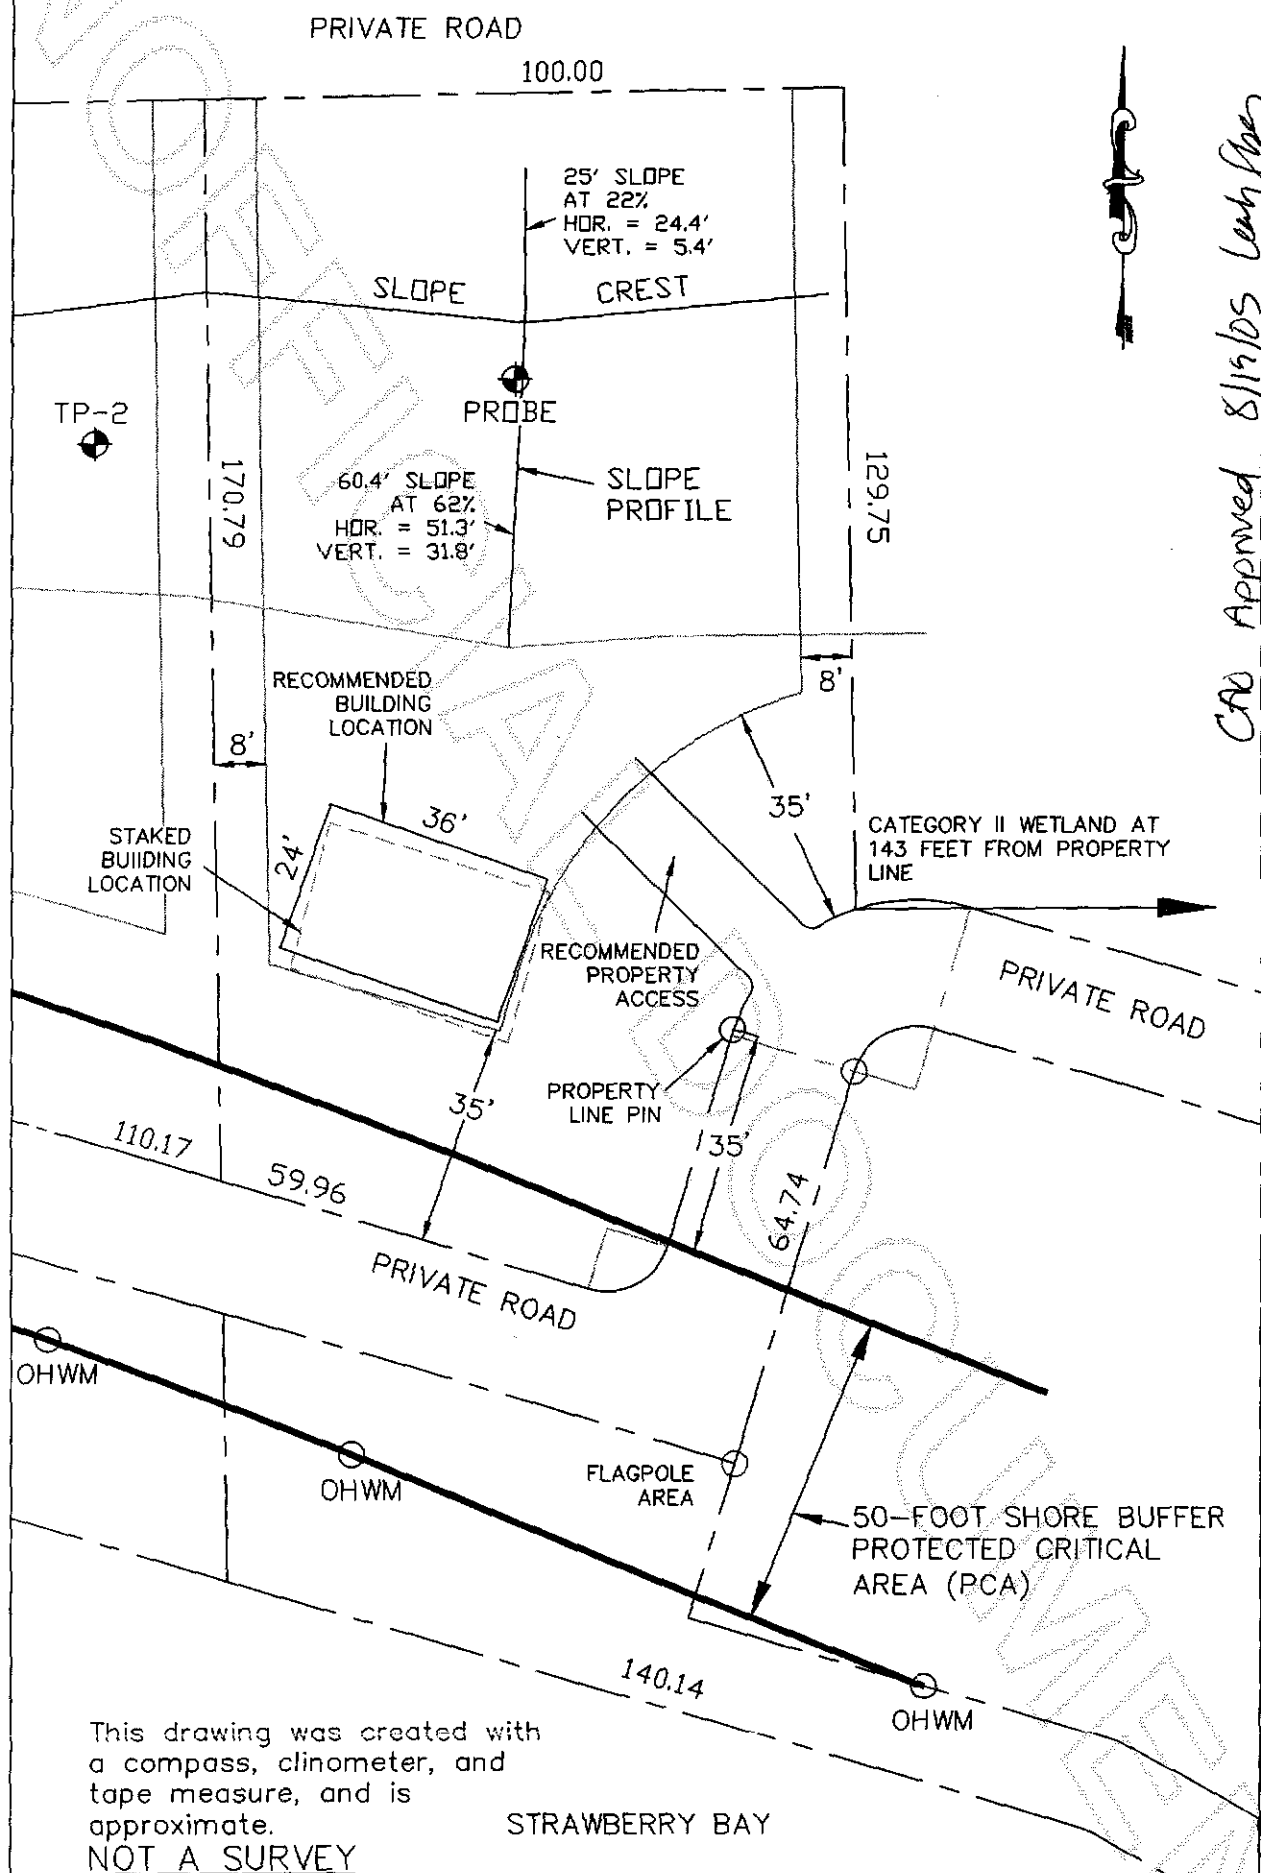 PRIVATE ROAD
100.00
25' SLOPE
AT 22%
HOR. = 24.4'
VERT. = 5.4'
SLOPE CREST
TP-2
PROBE
170.79
60.4' SLOPE
AT 62%
HOR. = 51.3'
VERT. = 31.8'
SLOPE
PROFILE
129.75
CAO Approved 8/19/05 Leah
RECOMMENDED
BUILDING
LOCATION
8'
8'
STAKED
BUIIDING
LOCATION
24'
36'
35'
CATEGORY II WETLAND AT
143 FEET FROM PROPERTY
LINE
RECOMMENDED
PROPERTY
ACCESS
PRIVATE ROAD
PROPERTY
LINE PIN
35'
35'
110.17
59.96
64.74
PRIVATE ROAD
OHWM
OHWM
FLAGPOLE
AREA
50-FOOT SHORE BUFFER
PROTECTED CRITICAL
AREA (PCA)
140.14
OHWM
This drawing was created with
a compass, clinometer, and
tape measure, and is
approximate.
NOT A SURVEY
STRAWBERRY BAY
UNOFFICIAL DOCUMENT